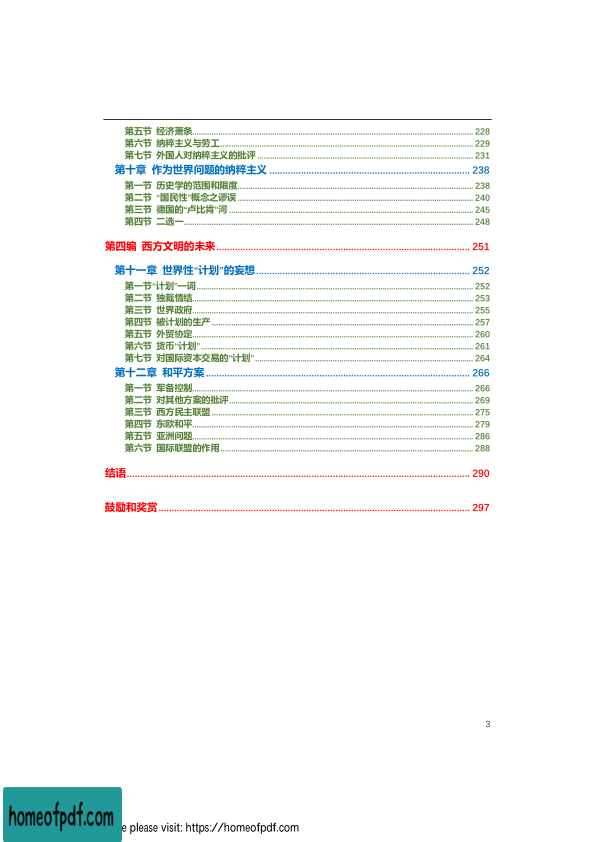 第五节 经济萧条 228
第六节 纳粹主义与劳工 229
第七节 外国人对纳粹主义的批评 231
第十章 作为世界问题的纳粹主义 238
第一节 历史学的范围和限度 238
第二节 “国民性”概念之谬误 240
第三节 德国的“卢比肯”河 245
第四节 二选一 248
第四编 西方文明的未来 251
第十一章 世界性“计划”的妄想 252
第一节“计划”一词 252
第二节 独裁情结 253
第三节 世界政府 255
第四节 被计划的生产 257
第五节 外贸协定 260
第六节 货币“计划” 261
第七节 对国际资本交易的“计划” 264
第十二章 和平方案 266
第一节 军备控制 266
第二节 对其他方案的批评 269
第三节 西方民主联盟 275
第四节 东欧和平 279
第五节 亚洲问题 286
第六节 国际联盟的作用 288
结语 290
鼓励和奖赏 297
3
homeofpdf.com
e please visit: https://homeofpdf.com